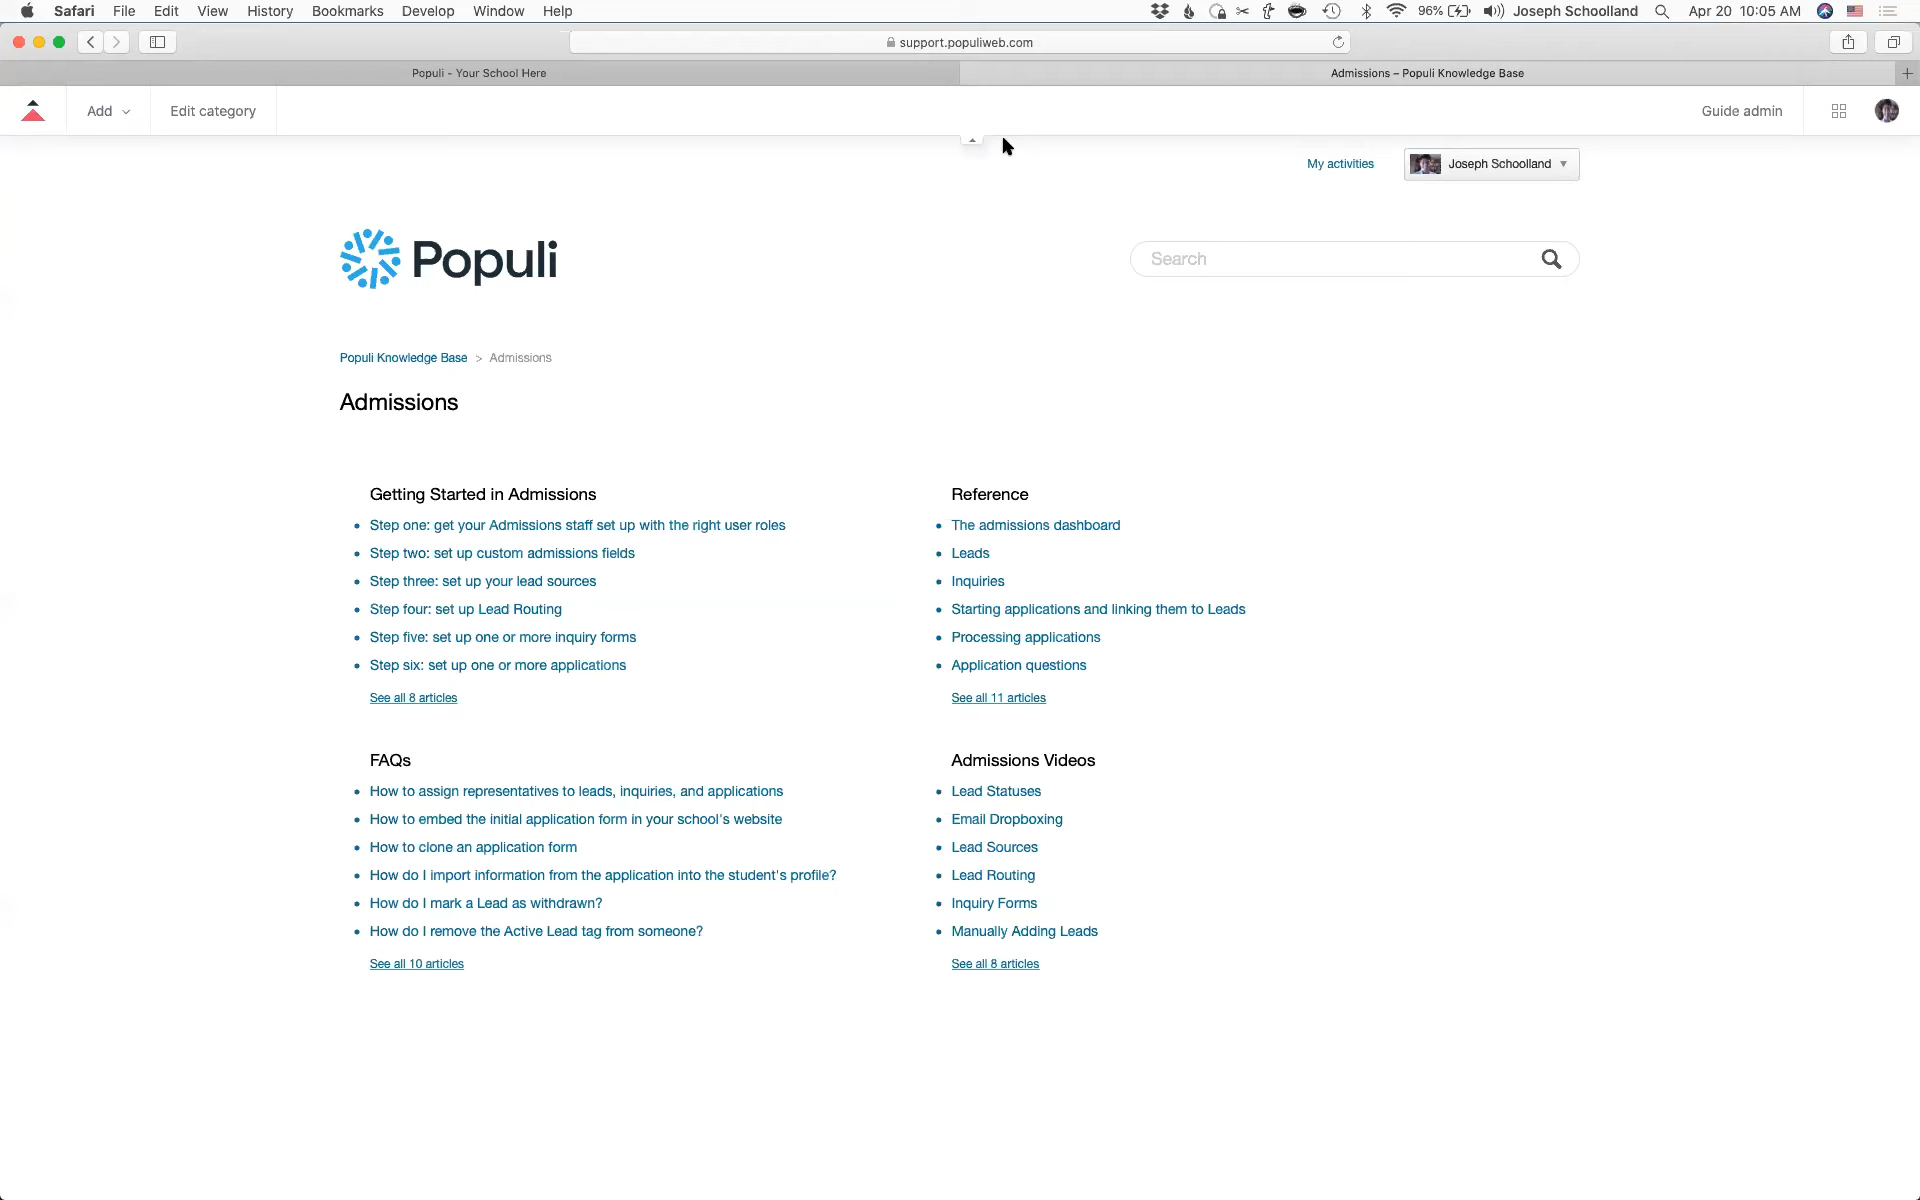 Safari File Edit View History Bookmarks Develop Window Help 96% Joseph Schoolland Apr 20 10:05 AM
support.populiweb.com
Populi - Your School Here Admissions – Populi Knowledge Base
Add Edit category Guide admin
My activities Joseph Schoolland
Populi Search
Populi Knowledge Base > Admissions
Admissions
Getting Started in Admissions
Step one: get your Admissions staff set up with the right user roles
Step two: set up custom admissions fields
Step three: set up your lead sources
Step four: set up Lead Routing
Step five: set up one or more inquiry forms
Step six: set up one or more applications
See all 8 articles
Reference
The admissions dashboard
Leads
Inquiries
Starting applications and linking them to Leads
Processing applications
Application questions
See all 11 articles
FAQs
How to assign representatives to leads, inquiries, and applications
How to embed the initial application form in your school's website
How to clone an application form
How do I import information from the application into the student's profile?
How do I mark a Lead as withdrawn?
How do I remove the Active Lead tag from someone?
See all 10 articles
Admissions Videos
Lead Statuses
Email Dropboxing
Lead Sources
Lead Routing
Inquiry Forms
Manually Adding Leads
See all 8 articles